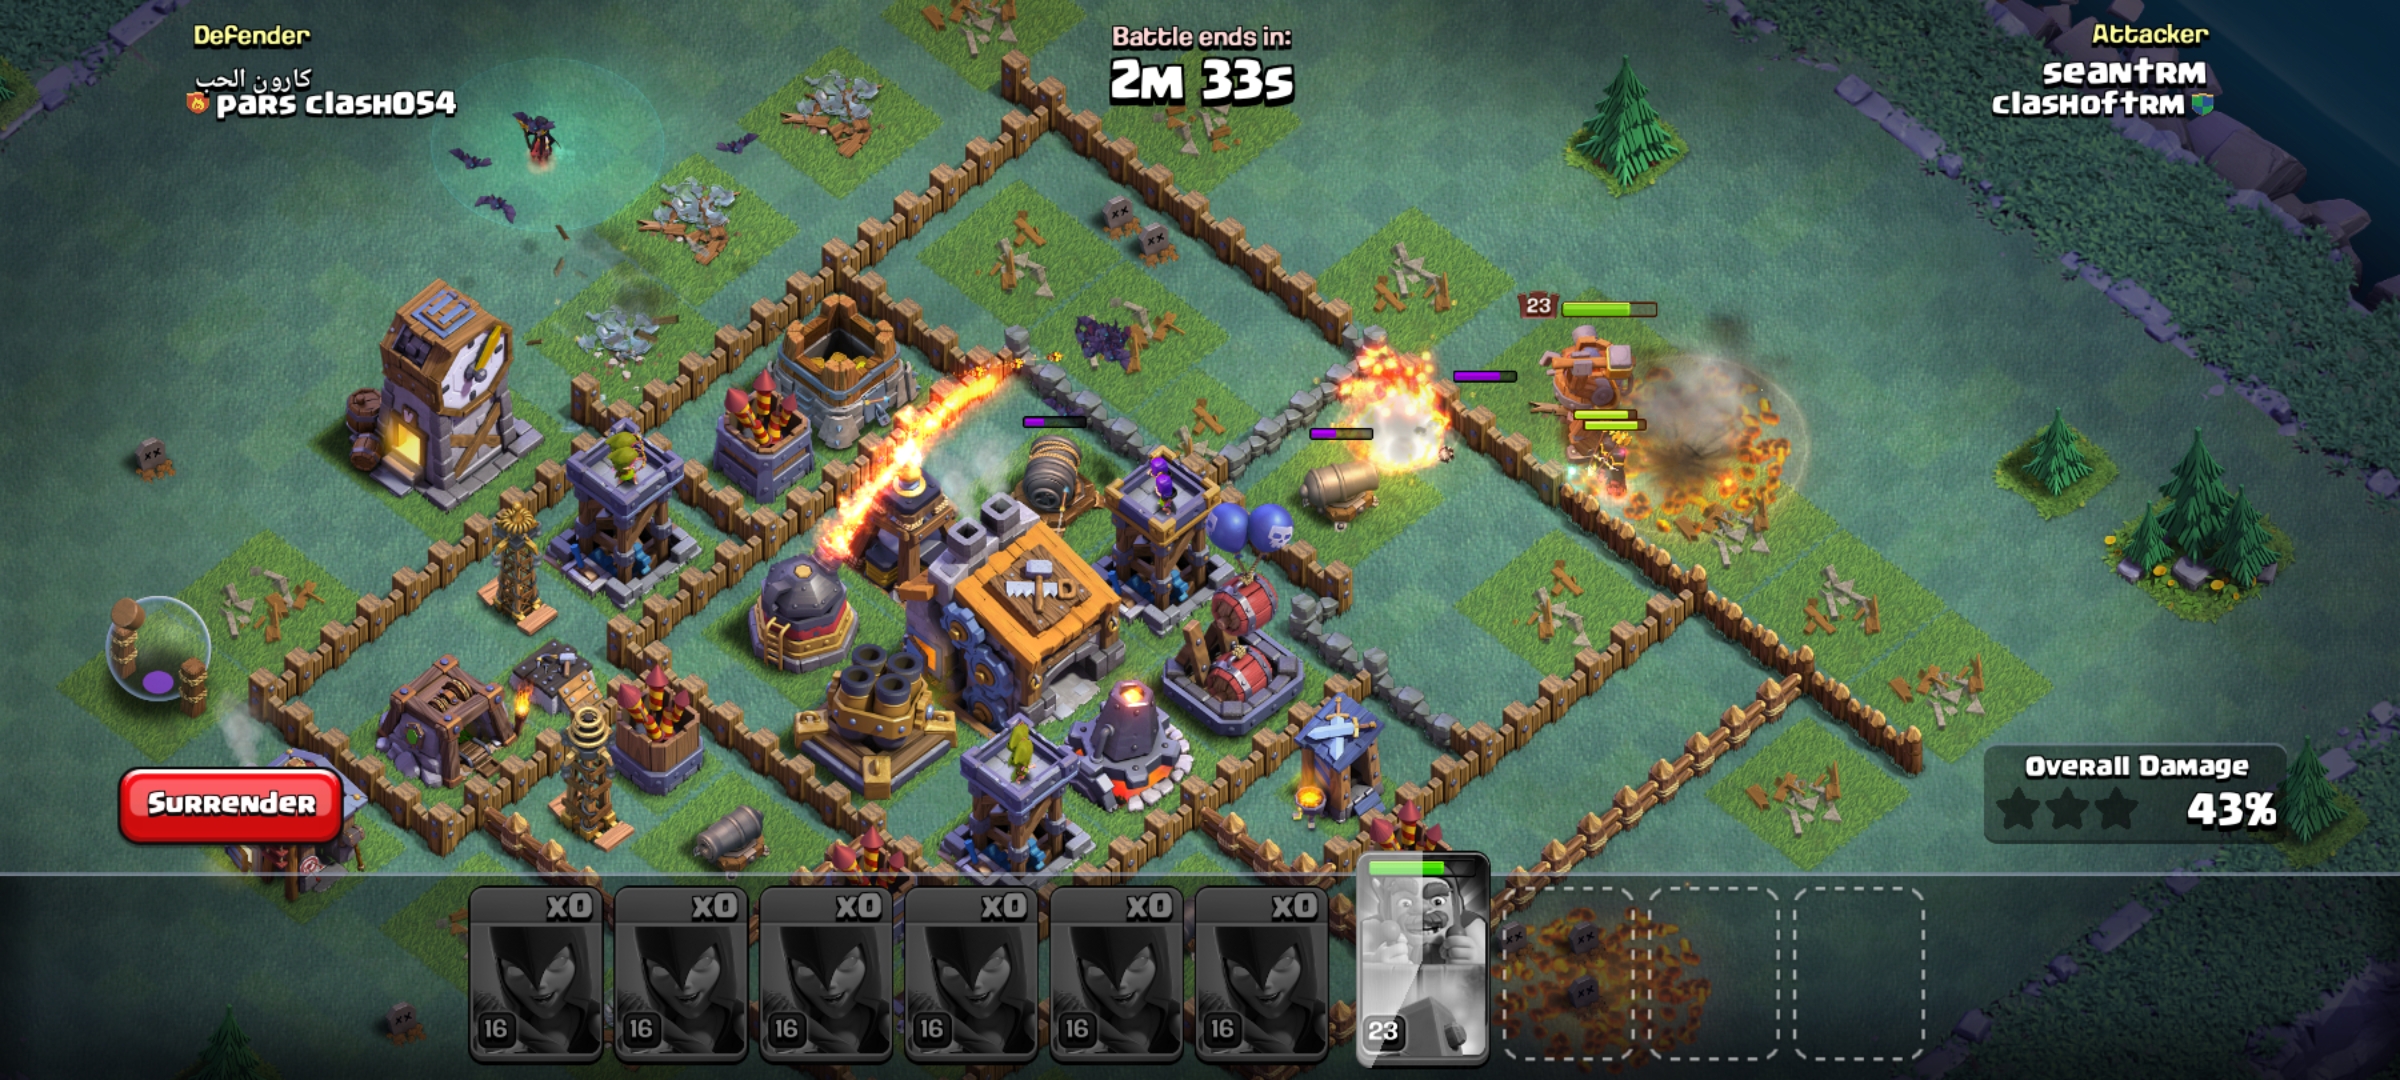 Defender
كارون الحب
pars clash054
Battle ends in:
2M 33s
Attacker
seantRM
clashoftRM
23
Surrender
Overall Damage
43%
x0
x0
x0
x0
x0
x0
16
16
16
16
16
16
23